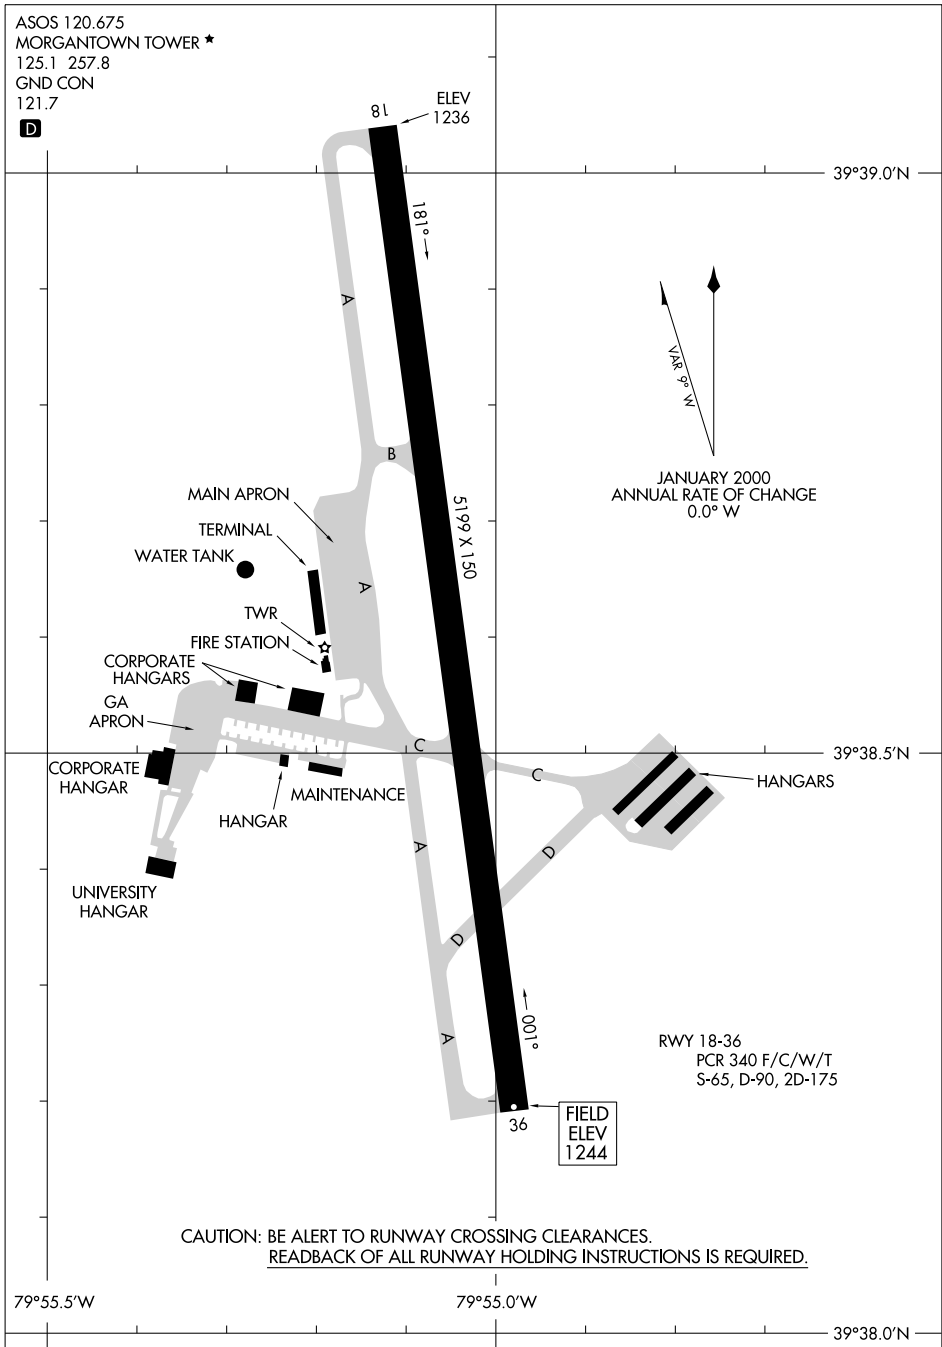 ASOS 120.675
MORGANTOWN TOWER ★
125.1 257.8
GND CON
121.7
D
18
ELEV
1236
39°39.0'N
181°
A
VAR 9° W
B
JANUARY 2000
ANNUAL RATE OF CHANGE
0.0° W
MAIN APRON
5199 X 150
TERMINAL
WATER TANK
A
TWR
FIRE STATION
CORPORATE
HANGARS
GA
APRON
C
39°38.5'N
CORPORATE
HANGAR
C
HANGARS
MAINTENANCE
HANGAR
A
D
UNIVERSITY
HANGAR
D
001°
A
RWY 18-36
PCR 340 F/C/W/T
S-65, D-90, 2D-175
36
FIELD
ELEV
1244
CAUTION: BE ALERT TO RUNWAY CROSSING CLEARANCES.
READBACK OF ALL RUNWAY HOLDING INSTRUCTIONS IS REQUIRED.
79°55.5'W
79°55.0'W
39°38.0'N